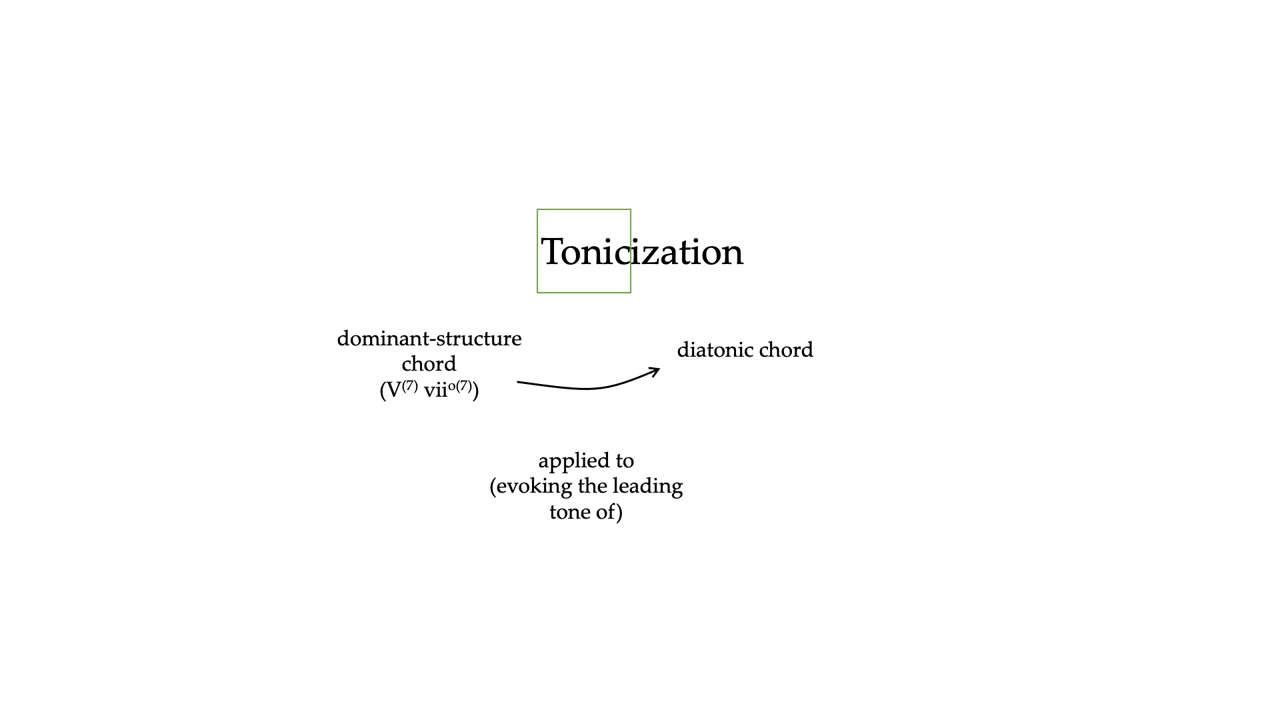 Tonicization
dominant-structure
chord
(V⁽⁷⁾ viiᵒ⁽⁷⁾)
diatonic chord
applied to
(evoking the leading
tone of)